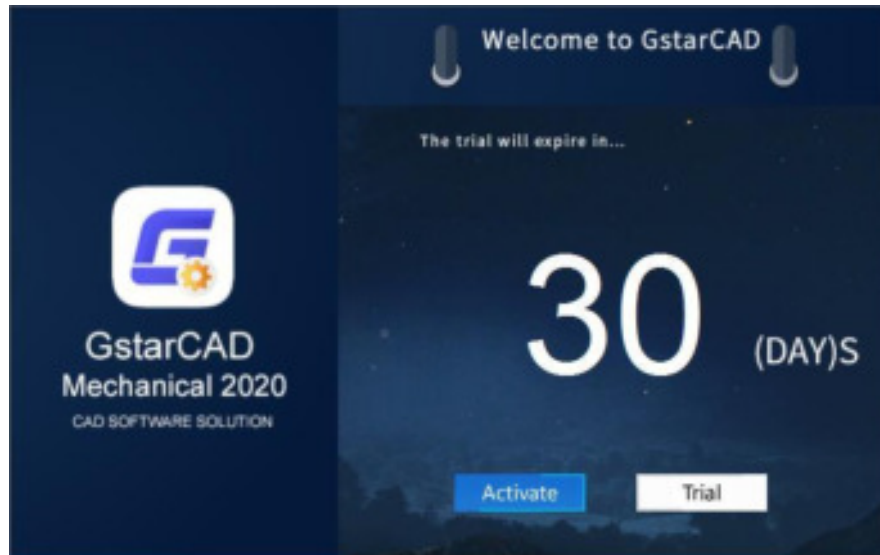 Welcome to GstarCAD
The trial will expire in...
30 (DAY)S
GstarCAD
Mechanical 2020
CAD SOFTWARE SOLUTION
Activate
Trial